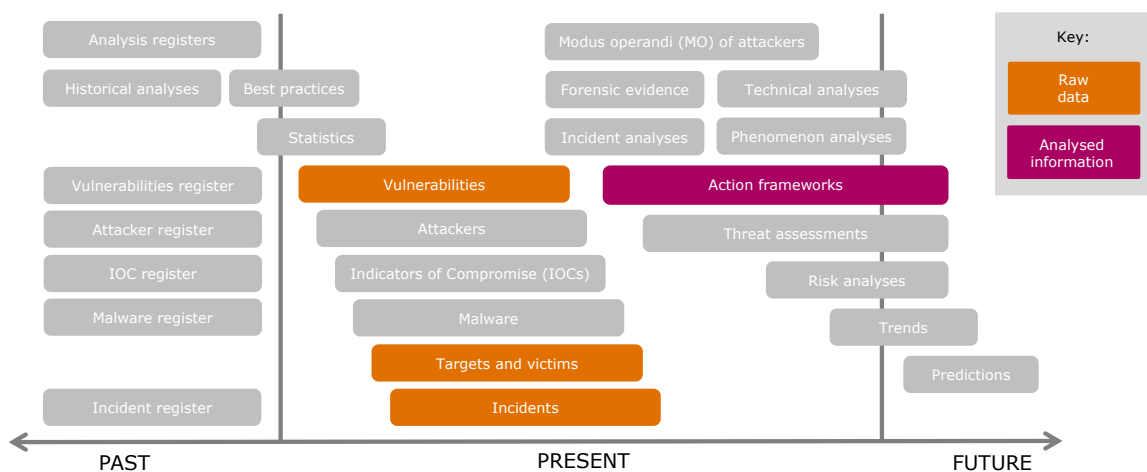 Analysis registers
Modus operandi (MO) of attackers
Key:
Historical analyses
Best practices
Forensic evidence
Technical analyses
Raw
data
Statistics
Incident analyses
Phenomenon analyses
Analysed
information
Vulnerabilities register
Vulnerabilities
Action frameworks
Attacker register
Attackers
Threat assessments
IOC register
Indicators of Compromise (IOCs)
Risk analyses
Malware register
Malware
Trends
Targets and victims
Predictions
Incident register
Incidents
PAST
PRESENT
FUTURE